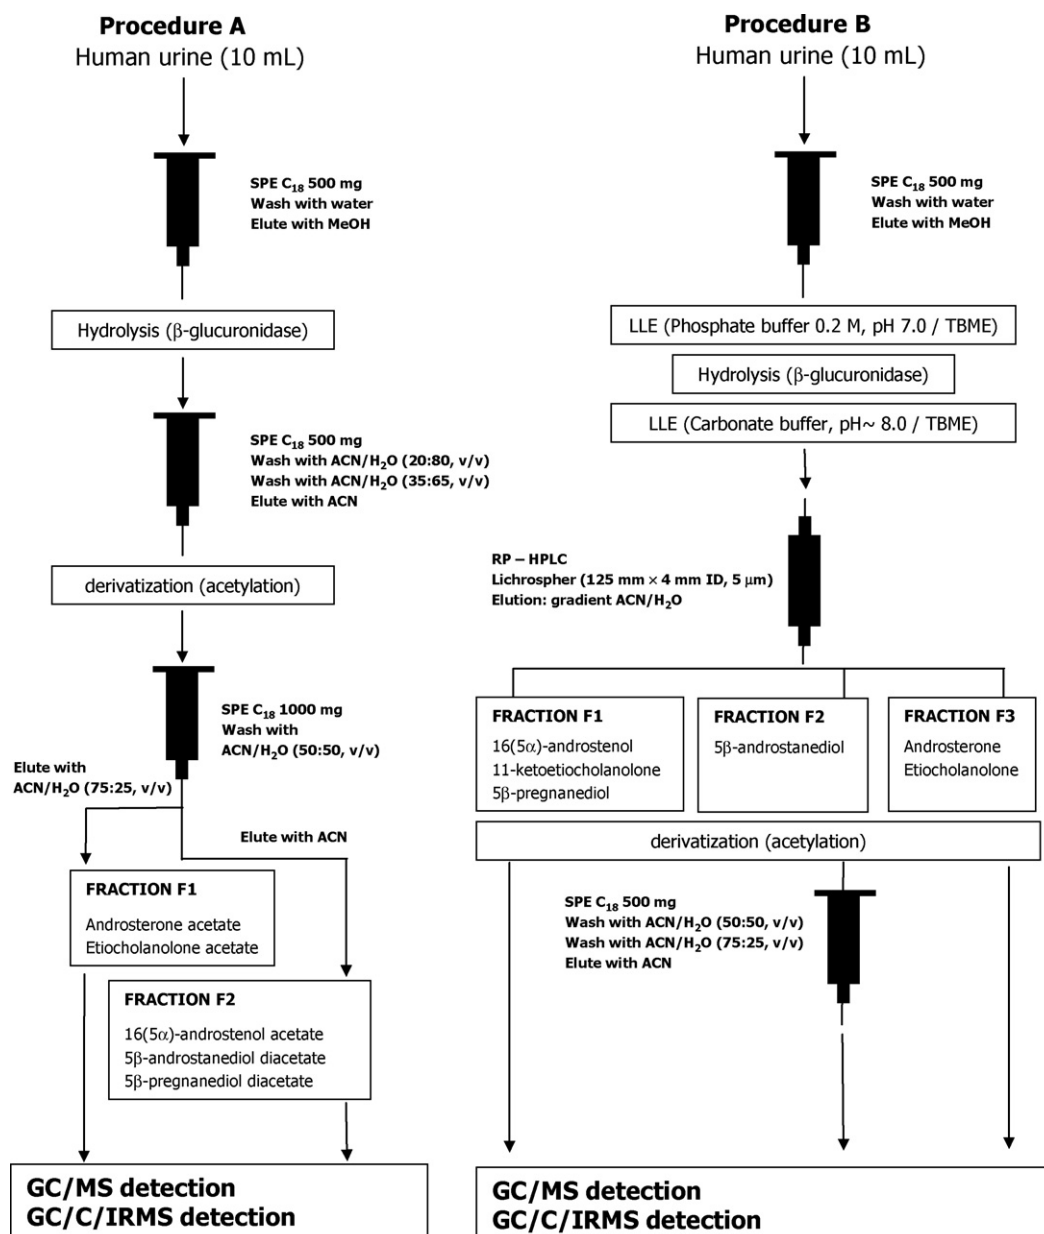 Procedure A
Human urine (10 mL)
SPE C₁₈ 500 mg
Wash with water
Elute with MeOH
Hydrolysis (β-glucuronidase)
SPE C₁₈ 500 mg
Wash with ACN/H₂O (20:80, v/v)
Wash with ACN/H₂O (35:65, v/v)
Elute with ACN
derivatization (acetylation)
SPE C₁₈ 1000 mg
Wash with
ACN/H₂O (50:50, v/v)
Elute with
ACN/H₂O (75:25, v/v)
Elute with ACN
FRACTION F1
Androsterone acetate
Etiocholanolone acetate
FRACTION F2
16(5α)-androstenol acetate
5β-androstanediol diacetate
5β-pregnanediol diacetate
GC/MS detection
GC/C/IRMS detection
Procedure B
Human urine (10 mL)
SPE C₁₈ 500 mg
Wash with water
Elute with MeOH
LLE (Phosphate buffer 0.2 M, pH 7.0 / TBME)
Hydrolysis (β-glucuronidase)
LLE (Carbonate buffer, pH~ 8.0 / TBME)
RP – HPLC
Lichrospher (125 mm × 4 mm ID, 5 μm)
Elution: gradient ACN/H₂O
FRACTION F1
16(5α)-androstenol
11-ketoetiocholanolone
5β-pregnanediol
FRACTION F2
5β-androstanediol
FRACTION F3
Androsterone
Etiocholanolone
derivatization (acetylation)
SPE C₁₈ 500 mg
Wash with ACN/H₂O (50:50, v/v)
Wash with ACN/H₂O (75:25, v/v)
Elute with ACN
GC/MS detection
GC/C/IRMS detection